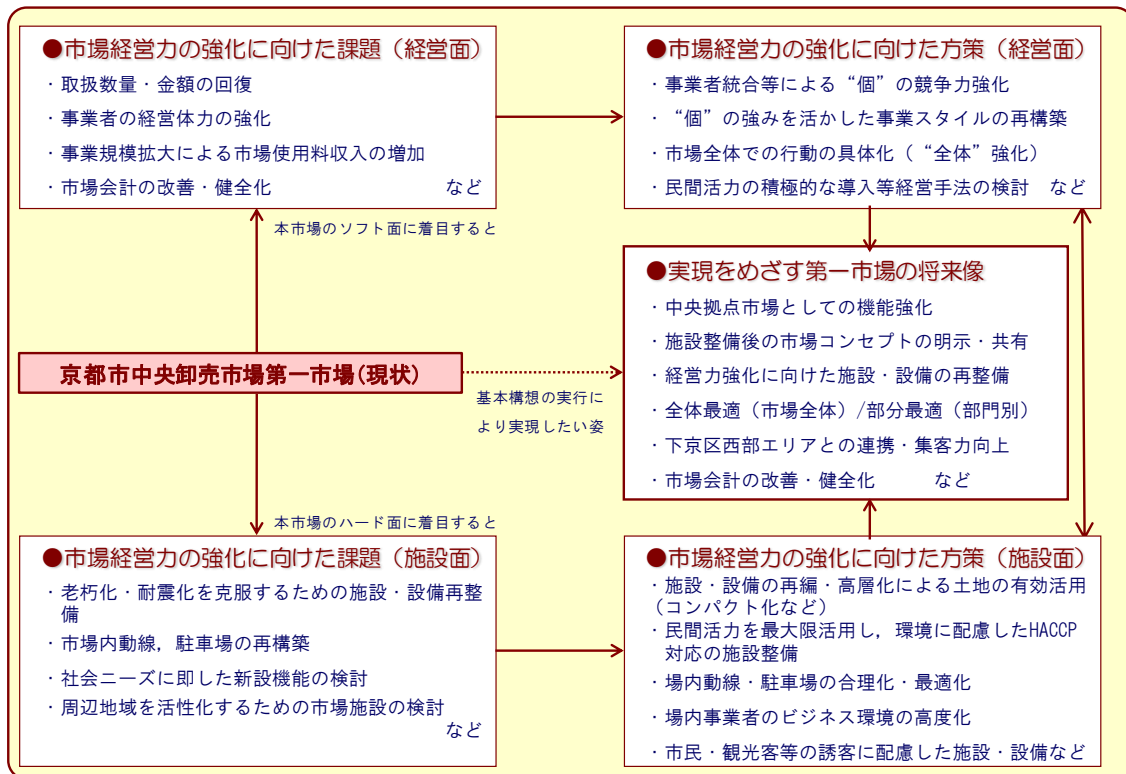 ●市場経営力の強化に向けた課題（経営面）
・取扱数量・金額の回復
・事業者の経営体力の強化
・事業規模拡大による市場使用料収入の増加
・市場会計の改善・健全化　など
●市場経営力の強化に向けた方策（経営面）
・事業者統合等による“個”の競争力強化
・“個”の強みを活かした事業スタイルの再構築
・市場全体での行動の具体化（“全体”強化）
・民間活力の積極的な導入等経営手法の検討　など
本市場のソフト面に着目すると
●実現をめざす第一市場の将来像
・中央拠点市場としての機能強化
・施設整備後の市場コンセプトの明示・共有
・経営力強化に向けた施設・設備の再整備
・全体最適（市場全体）/部分最適（部門別）
・下京区西部エリアとの連携・集客力向上
・市場会計の改善・健全化　など
京都市中央卸売市場第一市場（現状）
基本構想の実行に
より実現したい姿
本市場のハード面に着目すると
●市場経営力の強化に向けた課題（施設面）
・老朽化・耐震化を克服するための施設・設備再整
備
・市場内動線，駐車場の再構築
・社会ニーズに即した新設機能の検討
・周辺地域を活性化するための市場施設の検討
など
●市場経営力の強化に向けた方策（施設面）
・施設・設備の再編・高層化による土地の有効活用
（コンパクト化など）
・民間活力を最大限活用し，環境に配慮したHACCP
対応の施設整備
・場内動線・駐車場の合理化・最適化
・場内事業者のビジネス環境の高度化
・市民・観光客等の誘客に配慮した施設・設備など